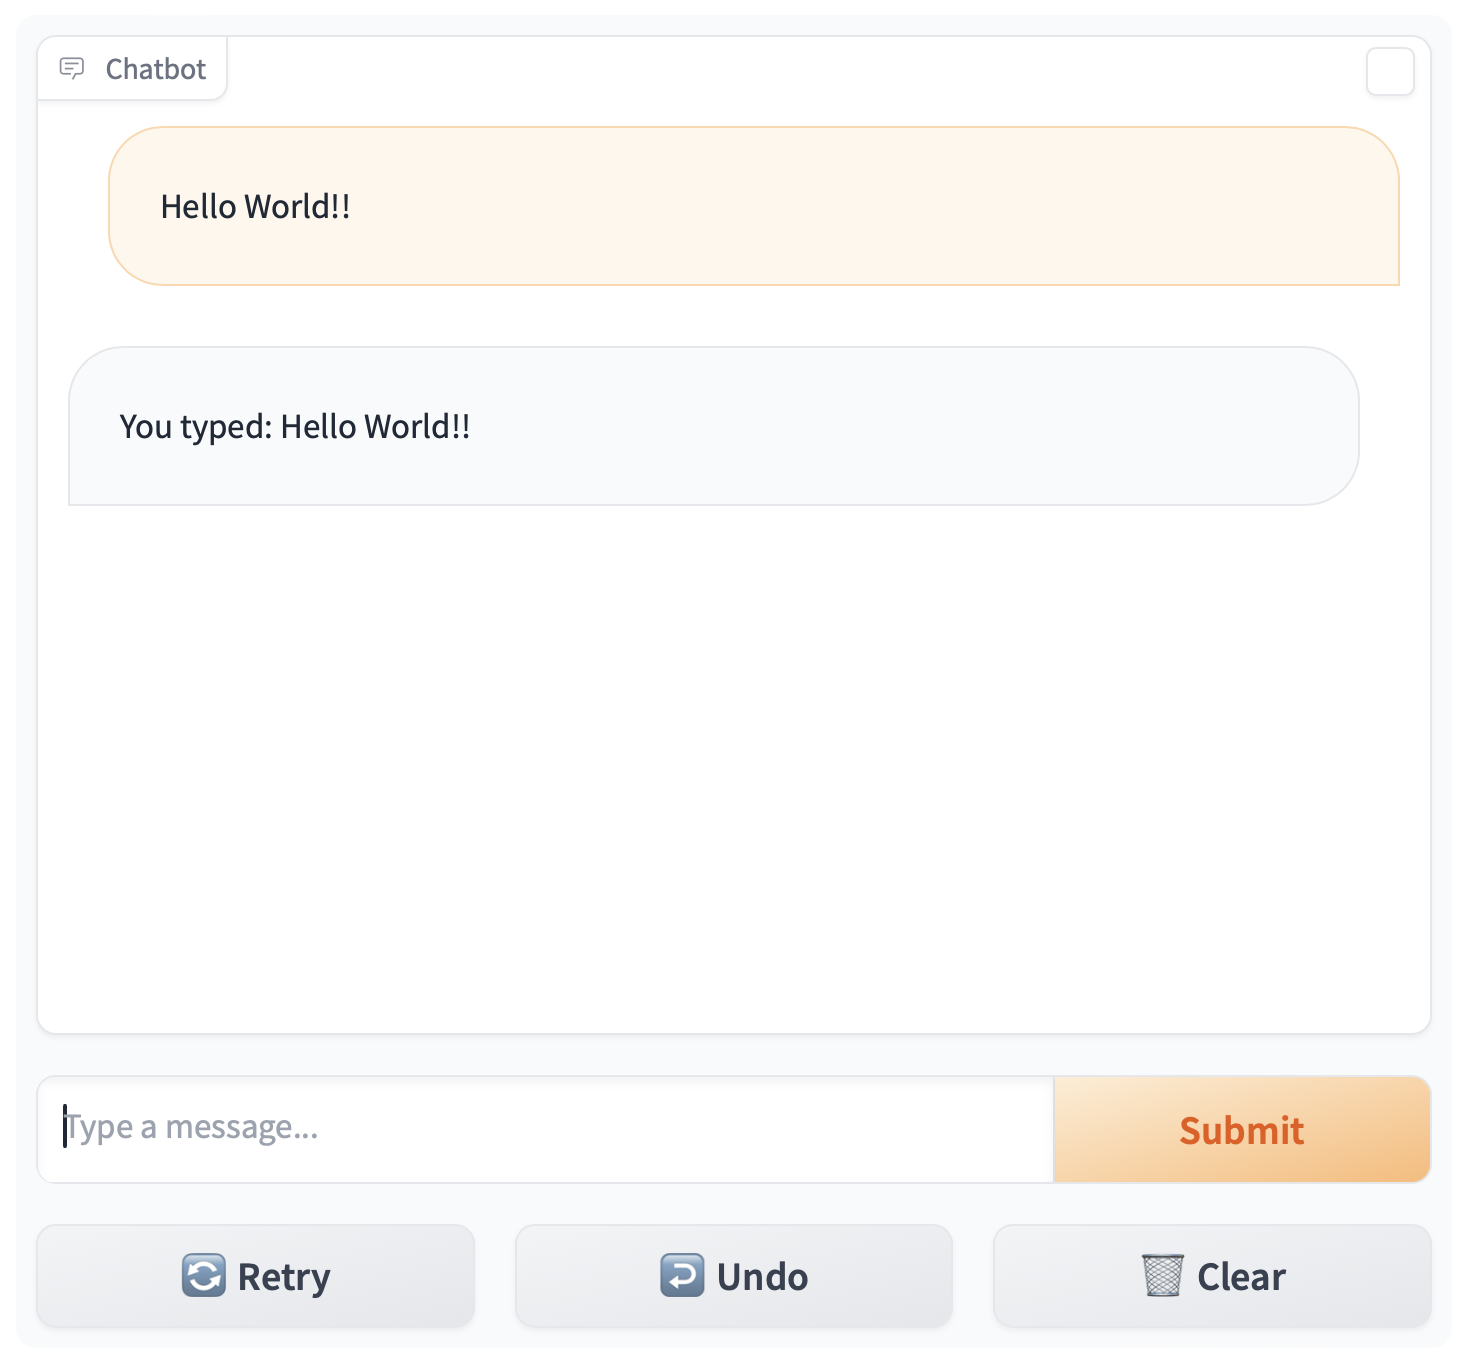 Chatbot
Hello World!!
You typed: Hello World!!
Type a message...
Submit
Retry
Undo
Clear